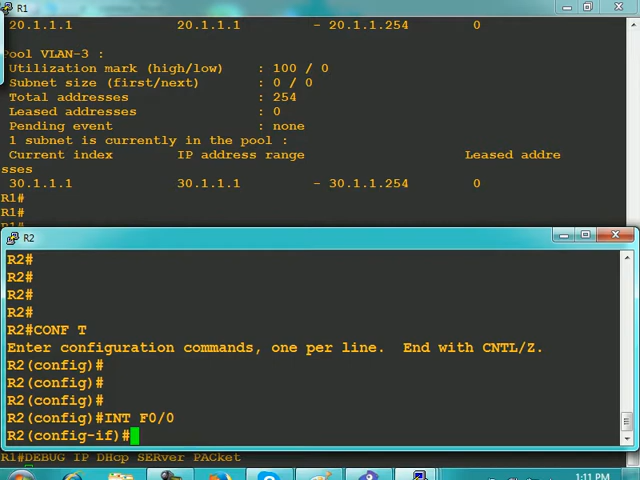 R1
20.1.1.1 20.1.1.1 - 20.1.1.254 0
Pool VLAN-3 :
Utilization mark (high/low) : 100 / 0
Subnet size (first/next) : 0 / 0
Total addresses : 254
Leased addresses : 0
Pending event : none
1 subnet is currently in the pool :
Current index IP address range Leased addre
sses
30.1.1.1 30.1.1.1 - 30.1.1.254 0
R1#
R1#
R2
R2#
R2#
R2#
R2#
R2#CONF T
Enter configuration commands, one per line. End with CNTL/Z.
R2(config)#
R2(config)#
R2(config)#
R2(config)#INT F0/0
R2(config-if)#
R1#DEBUG IP DHcp SERver PACket
1:11 PM